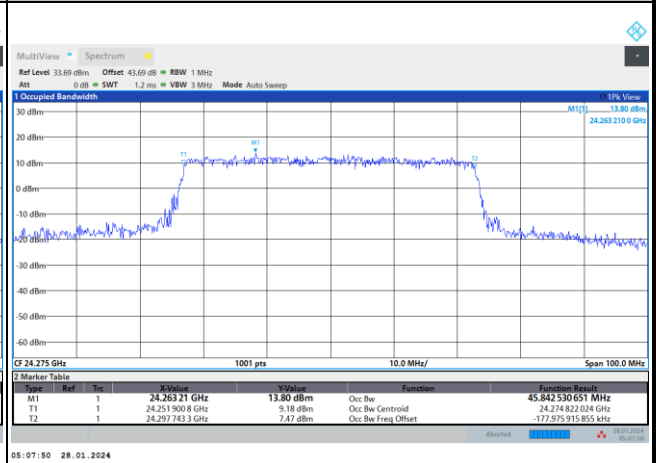 MultiView Spectrum
Ref Level 33.69 dBm Offset 43.69 dB RBW 1 MHz
Att 0 dB SWT 1.2 ms VBW 3 MHz Mode Auto Sweep
1 Occupied Bandwidth 1Pk View
M1[1] 13.80 dBm
24.263 210 0 GHz
30 dBm
20 dBm
M1
T1 T2
10 dBm
0 dBm
-10 dBm
-20 dBm
-30 dBm
-40 dBm
-50 dBm
-60 dBm
CF 24.275 GHz 1001 pts 10.0 MHz/ Span 100.0 MHz
2 Marker Table
Type Ref Trc X-Value Y-Value Function Function Result
M1 1 24.263 21 GHz 13.80 dBm Occ Bw 45.842 530 651 MHz
T1 1 24.251 900 8 GHz 9.18 dBm Occ Bw Centroid 24.274 822 024 GHz
T2 1 24.297 743 3 GHz 7.47 dBm Occ Bw Freq Offset -177.975 915 855 kHz
Aborted 28.01.2024
05:07:50
05:07:50 28.01.2024